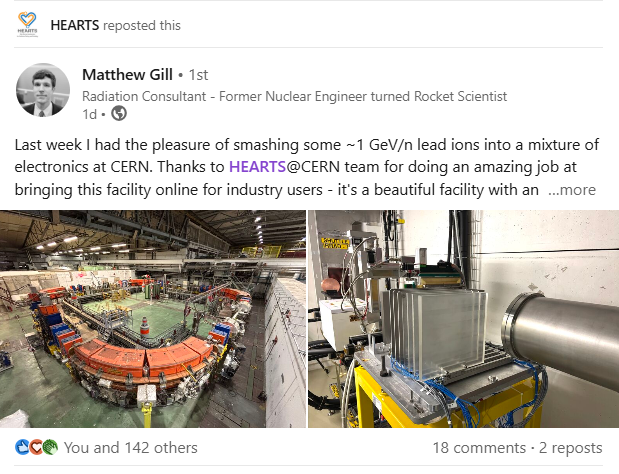 HEARTS reposted this
HEARTS
Matthew Gill • 1st
Radiation Consultant - Former Nuclear Engineer turned Rocket Scientist
1d •
Last week I had the pleasure of smashing some ~1 GeV/n lead ions into a mixture of
electronics at CERN. Thanks to HEARTS@CERN team for doing an amazing job at
bringing this facility online for industry users - it's a beautiful facility with an ...more
You and 142 others
18 comments · 2 reposts